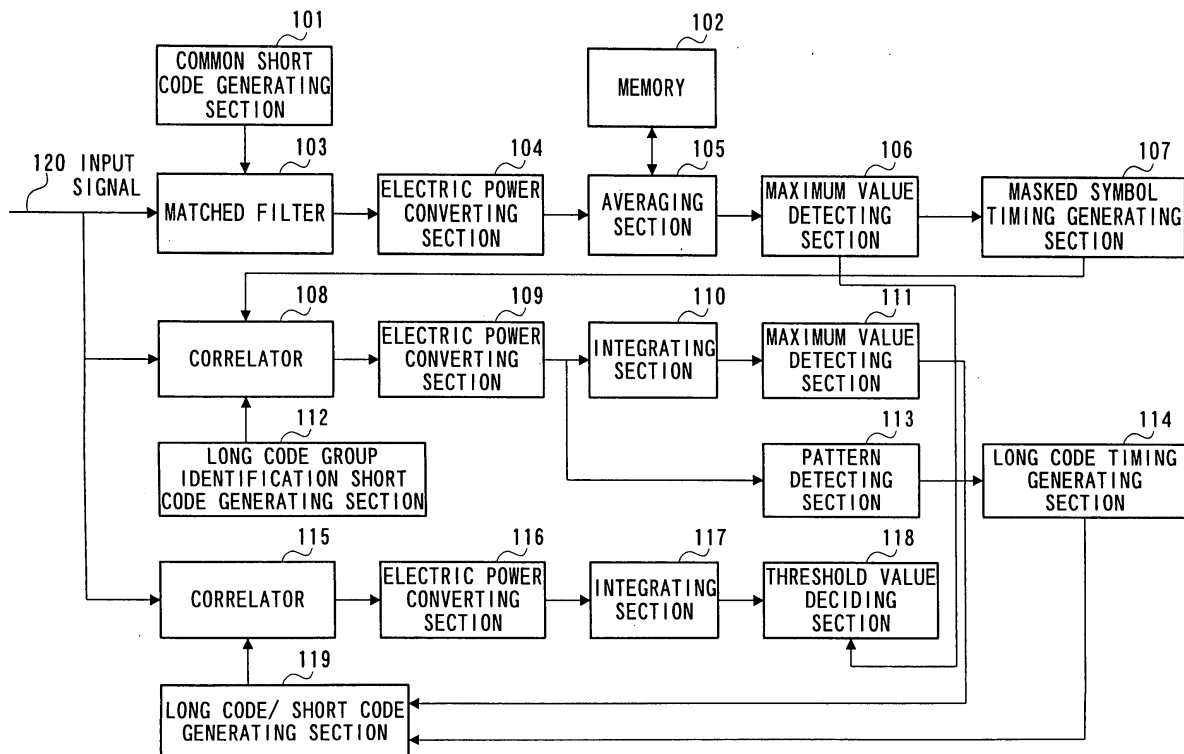 101
COMMON SHORT
CODE GENERATING
SECTION
102
MEMORY
120 INPUT
SIGNAL
103
MATCHED FILTER
104
ELECTRIC POWER
CONVERTING
SECTION
105
AVERAGING
SECTION
106
MAXIMUM VALUE
DETECTING
SECTION
107
MASKED SYMBOL
TIMING GENERATING
SECTION
108
CORRELATOR
109
ELECTRIC POWER
CONVERTING
SECTION
110
INTEGRATING
SECTION
111
MAXIMUM VALUE
DETECTING
SECTION
112
LONG CODE GROUP
IDENTIFICATION SHORT
CODE GENERATING SECTION
113
PATTERN
DETECTING
SECTION
114
LONG CODE TIMING
GENERATING
SECTION
115
CORRELATOR
116
ELECTRIC POWER
CONVERTING
SECTION
117
INTEGRATING
SECTION
118
THRESHOLD VALUE
DECIDING
SECTION
119
LONG CODE/ SHORT CODE
GENERATING SECTION